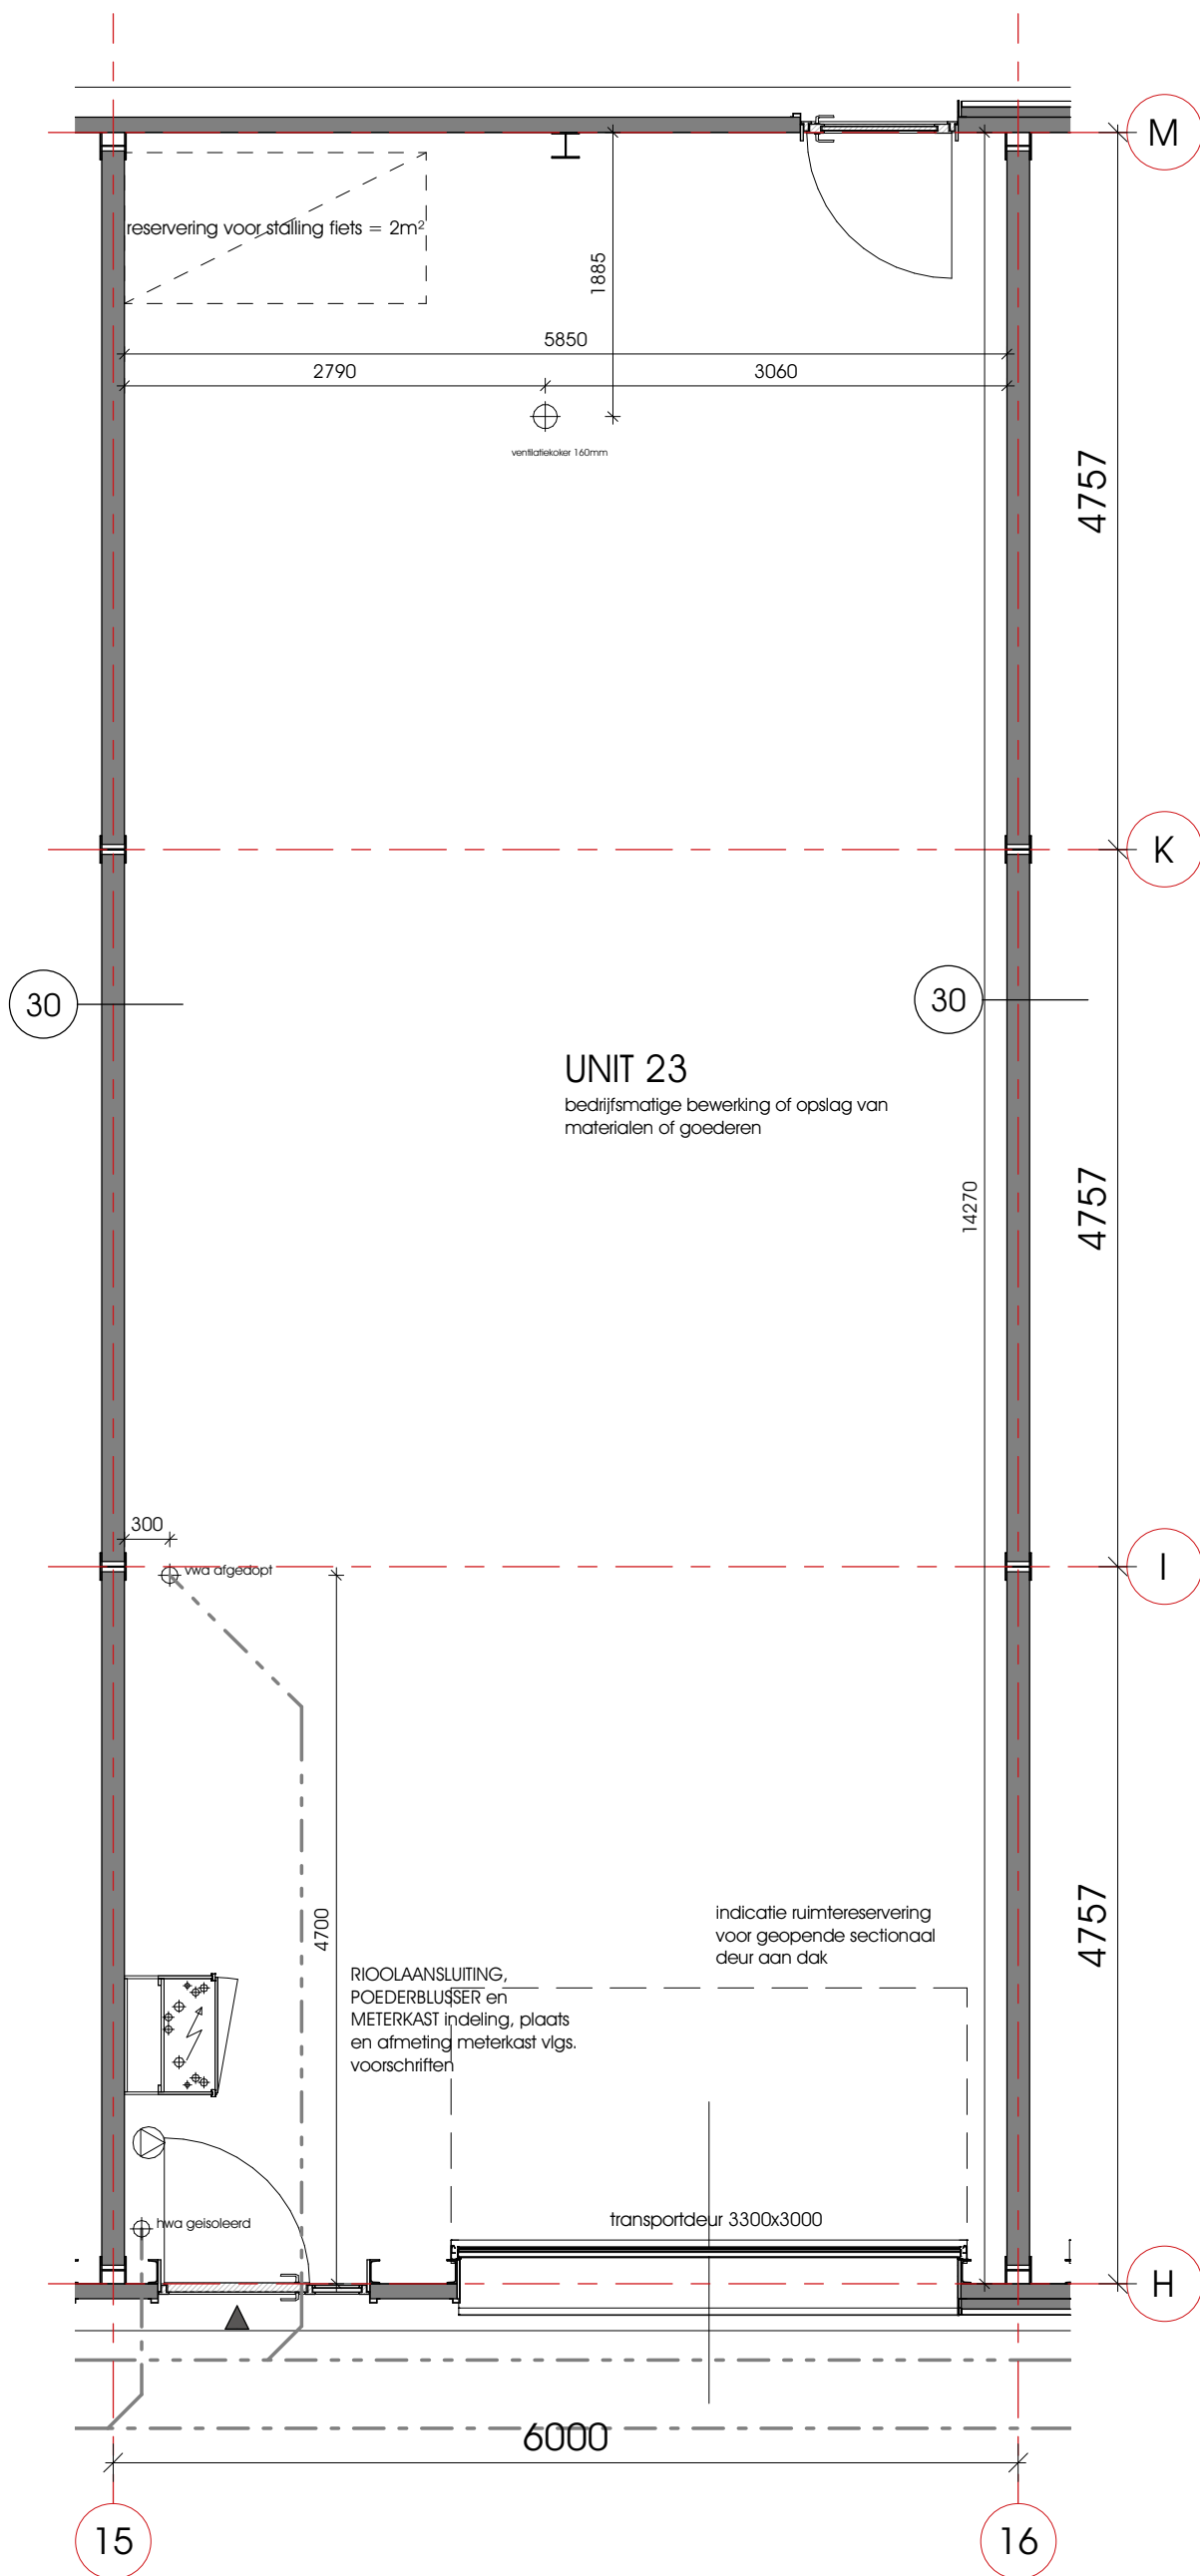 M
reservering voor stalling fiets = 2m²
1885
5850
2790
3060
ventilatiekoker 160mm
4757
K
30
30
UNIT 23
bedrijfsmatige bewerking of opslag van
materialen of goederen
14270
4757
300
vwa afgedopt
I
4700
4757
indicatie ruimtereservering
voor geopende sectionaal
deur aan dak
RIOOLAANSLUITING,
POEDERBLUSSER en
METERKAST indeling, plaats
en afmeting meterkast vlgs.
voorschriften
hwa geisoleerd
transportdeur 3300x3000
H
6000
15
16